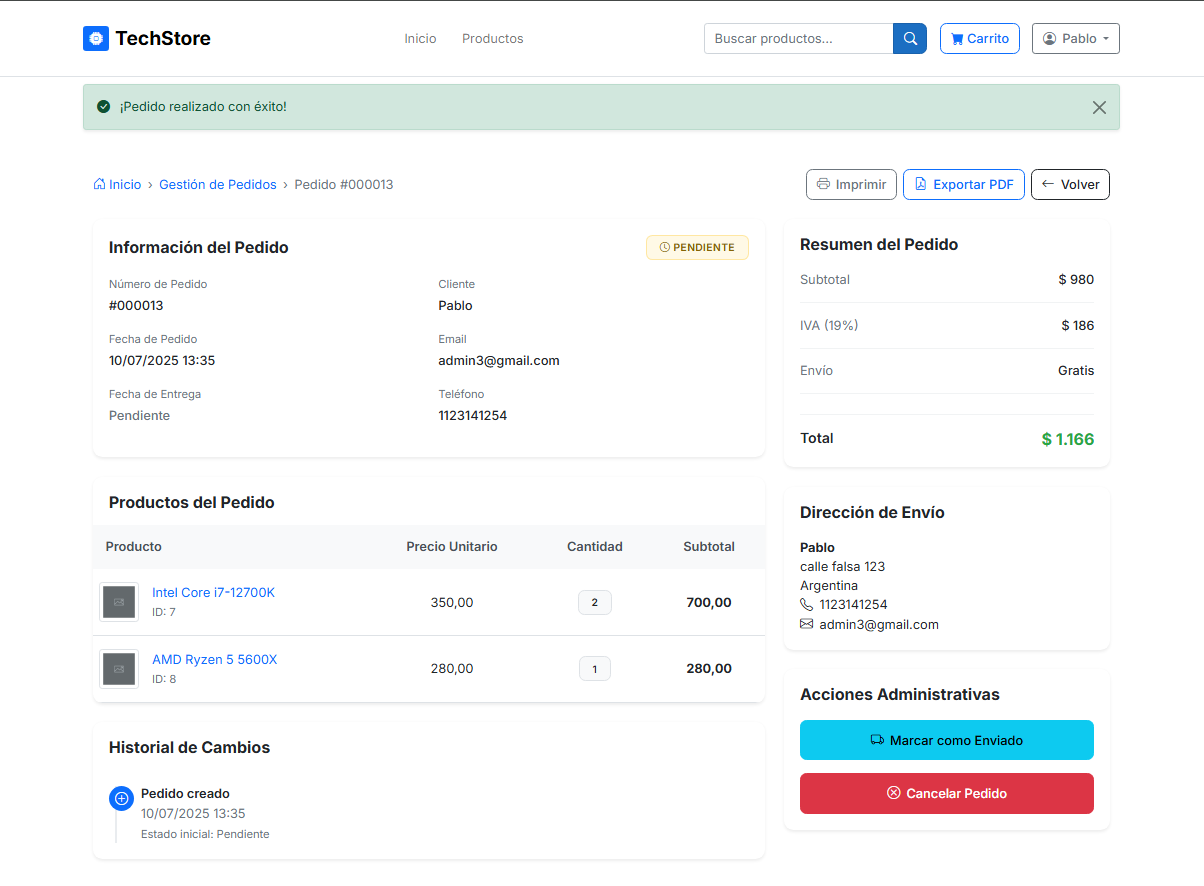 TechStore
Inicio
Productos
Buscar productos...
Carrito
Pablo
¡Pedido realizado con éxito!
Inicio › Gestión de Pedidos › Pedido #000013
Imprimir
Exportar PDF
Volver
Información del Pedido
PENDIENTE
Número de Pedido
#000013
Cliente
Pablo
Fecha de Pedido
10/07/2025 13:35
Email
admin3@gmail.com
Fecha de Entrega
Pendiente
Teléfono
1123141254
Productos del Pedido
Producto Precio Unitario Cantidad Subtotal
Intel Core i7-12700K
ID: 7
350,00 2 700,00
AMD Ryzen 5 5600X
ID: 8
280,00 1 280,00
Historial de Cambios
Pedido creado
10/07/2025 13:35
Estado inicial: Pendiente
Resumen del Pedido
Subtotal $ 980
IVA (19%) $ 186
Envío Gratis
Total $ 1.166
Dirección de Envío
Pablo
calle falsa 123
Argentina
1123141254
admin3@gmail.com
Acciones Administrativas
Marcar como Enviado
Cancelar Pedido